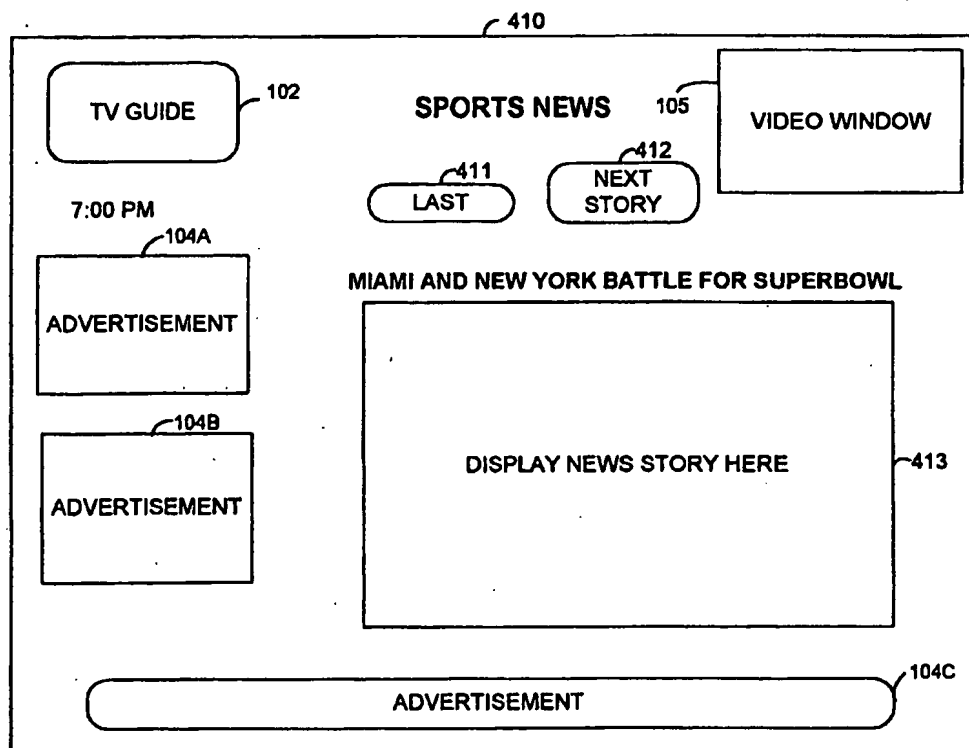 410
TV GUIDE
102
SPORTS NEWS
105
VIDEO WINDOW
411
LAST
412
NEXT
STORY
7:00 PM
104A
ADVERTISEMENT
MIAMI AND NEW YORK BATTLE FOR SUPERBOWL
104B
ADVERTISEMENT
DISPLAY NEWS STORY HERE
413
104C
ADVERTISEMENT